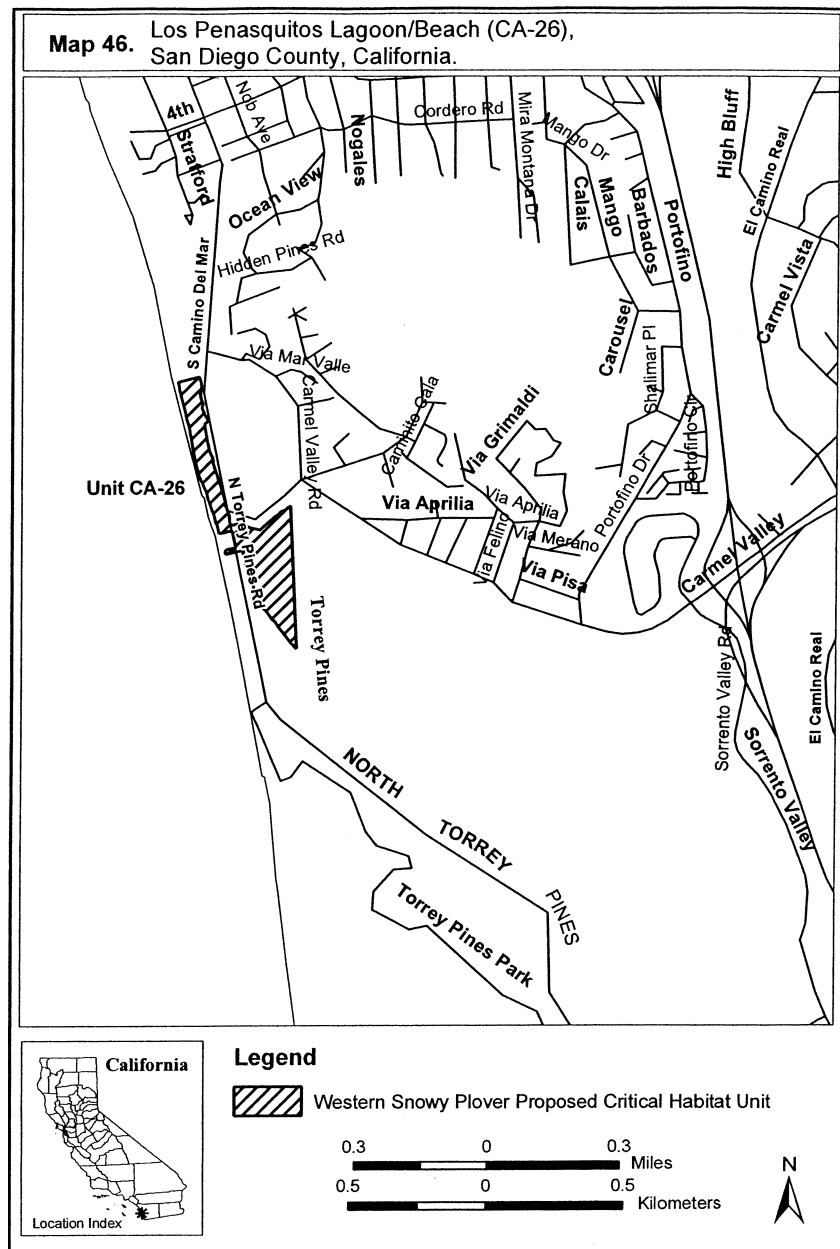 Map 46. Los Penasquitos Lagoon/Beach (CA-26),
San Diego County, California.
4th
Nob Ave
Stratford
Nogales
Cordero Rd
Mira Montana Dr
Mango Dr
High Bluff
El Camino Real
Ocean View
Calais
Mango
Barbados
Portofino
Hidden Pines Rd
S Camino Del Mar
Carmel Vista
Carousel
Via Mar Valle
Shalimar Pl
Carmel Valley Rd
Caminito Gala
Via Grimaldi
Portofino Cir
Unit CA-26
N Torrey Pines Rd
Via Aprilia
Via Aprilia
Portofino Dr
Via Felino
Via Merano
Via Pisa
Carmel Valley
Torrey Pines
Sorrento Valley Rd
El Camino Real
Sorrento Valley
NORTH
TORREY
PINES
Torrey Pines Park
California
Location Index
Legend
Western Snowy Plover Proposed Critical Habitat Unit
0.3 0 0.3
Miles
0.5 0 0.5
Kilometers
N